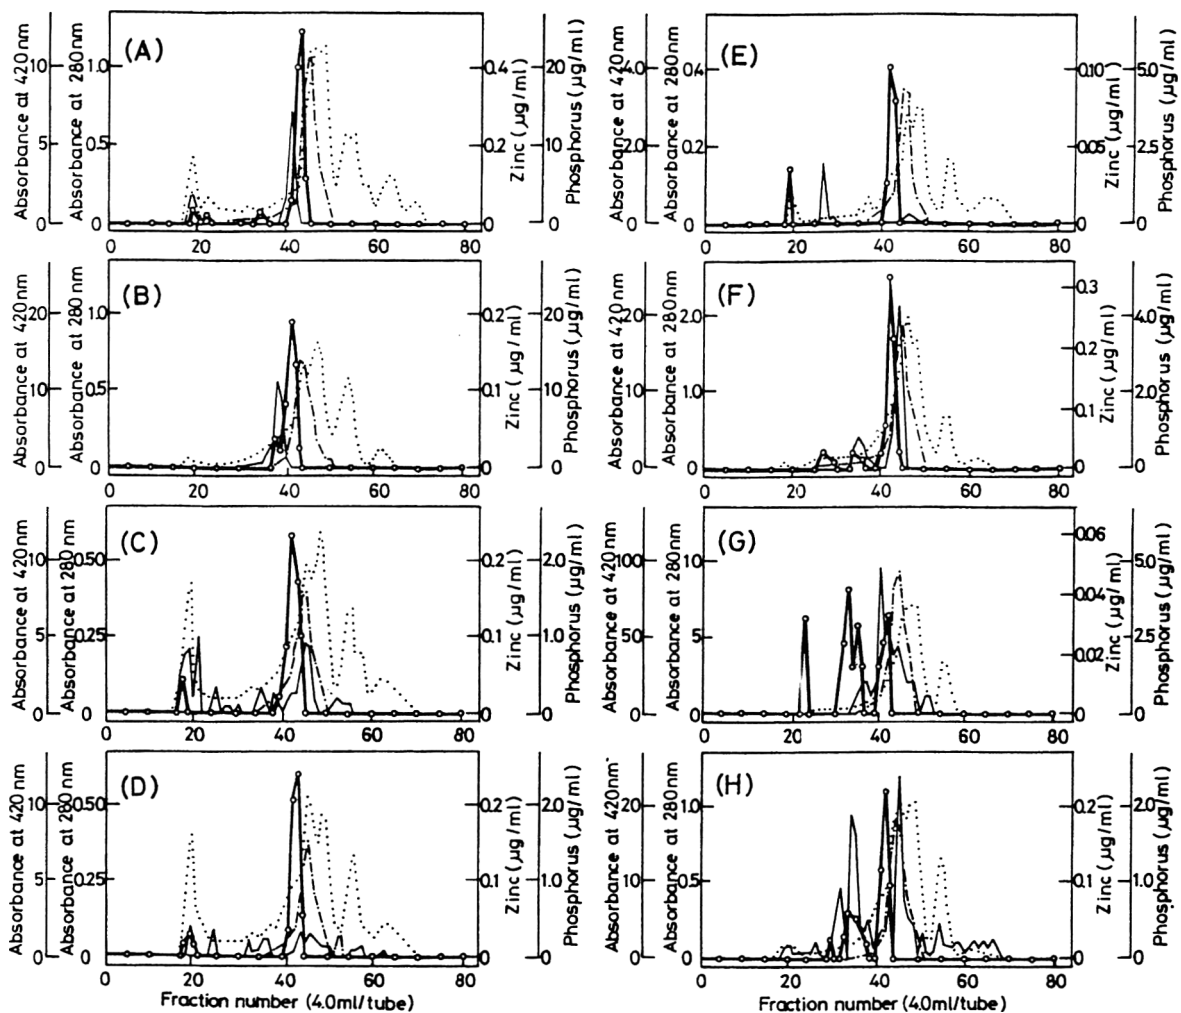 (A)
Absorbance at 420nm
10
5
0
Absorbance at 280nm
1.0
0.5
0
0.4
0.2
0
Zinc (μg/ml)
20
10
0
Phosphorus (μg/ml)
0 20 40 60 80
(E)
Absorbance at 420nm
4.0
2.0
0
Absorbance at 280nm
0.4
0.2
0
0.10
0.05
0
Zinc (μg/ml)
5.0
2.5
0
Phosphorus (μg/ml)
0 20 40 60 80
(B)
Absorbance at 420nm
20
10
0
Absorbance at 280nm
1.0
0.5
0
0.22
0.11
0
Zinc (μg/ml)
20
10
0
Phosphorus (μg/ml)
0 20 40 60 80
(F)
Absorbance at 420nm
20
10
0
Absorbance at 280nm
2.0
1.0
0
0.3
0.2
0.1
0
Zinc (μg/ml)
4.0
2.0
0
Phosphorus (μg/ml)
0 20 40 60 80
(C)
Absorbance at 420nm
10
5
0
Absorbance at 280nm
0.50
0.25
0
0.22
0.11
0
Zinc (μg/ml)
2.0
1.0
0
Phosphorus (μg/ml)
0 20 40 60 80
(G)
Absorbance at 420nm
100
50
0
Absorbance at 280nm
10
5
0
0.06
0.04
0.02
0
Zinc (μg/ml)
5.0
2.5
0
Phosphorus (μg/ml)
0 20 40 60 80
(D)
Absorbance at 420nm
10
5
0
Absorbance at 280nm
0.50
0.25
0
0.22
0.11
0
Zinc (μg/ml)
2.0
1.0
0
Phosphorus (μg/ml)
0 20 40 60 80
Fraction number (4.0ml/tube)
(H)
Absorbance at 420nm
20
10
0
Absorbance at 280nm
1.0
0.5
0
0.22
0.11
0
Zinc (μg/ml)
2.0
1.0
0
Phosphorus (μg/ml)
0 20 40 60 80
Fraction number (4.0ml/tube)